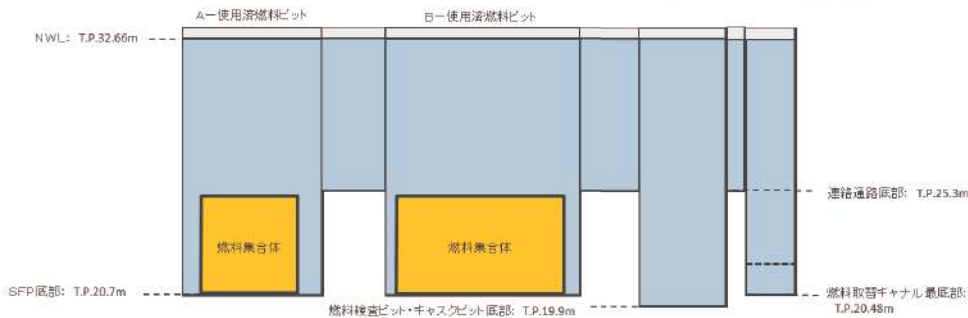 A-使用済燃料ピット
B-使用済燃料ピット
NWL: T.P.32.66m
連絡通路底部: T.P.25.3m
燃料集合体
燃料集合体
SFP底部: T.P.20.7m
燃料検査ピット・キャスクピット底部: T.P.19.9m
燃料取替キャナル最底部:
T.P.20.48m